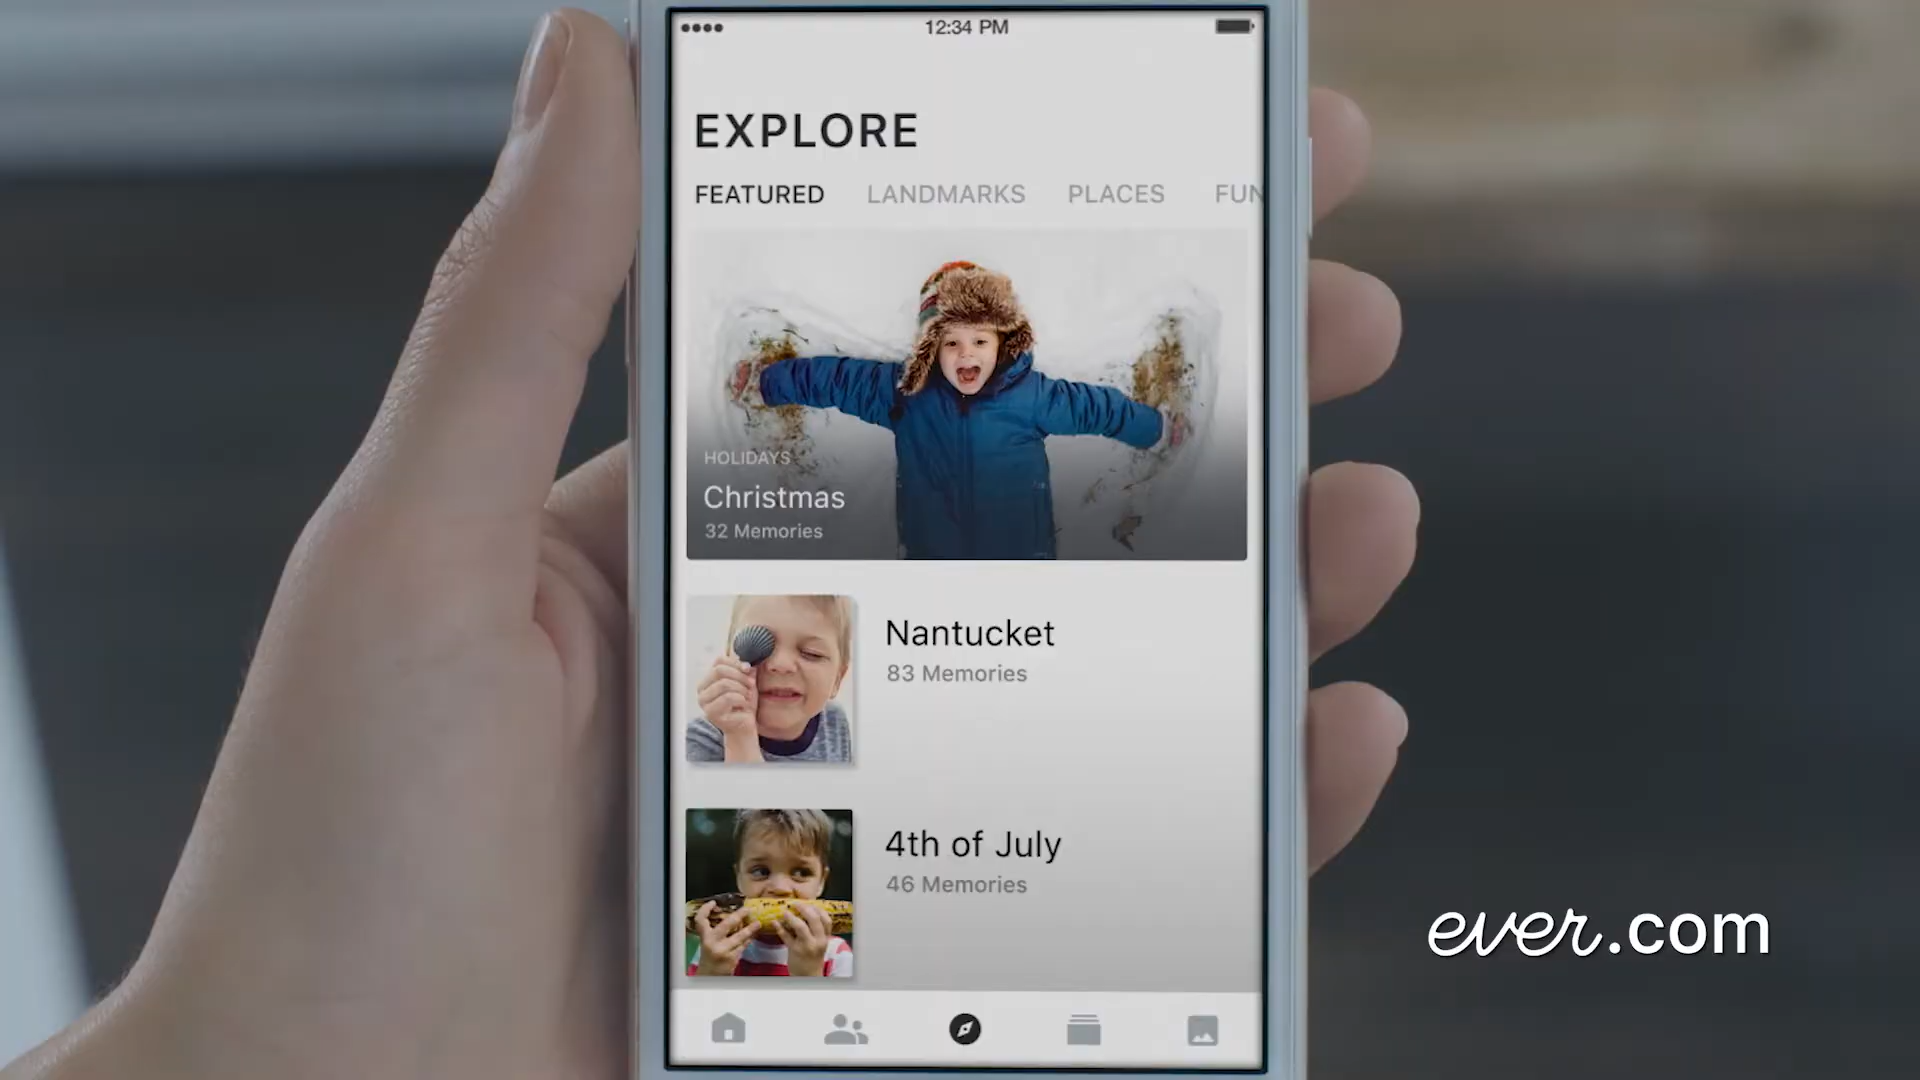 12:34 PM
EXPLORE
FEATURED LANDMARKS PLACES FUN
HOLIDAYS
Christmas
32 Memories
Nantucket
83 Memories
4th of July
46 Memories
ever.com